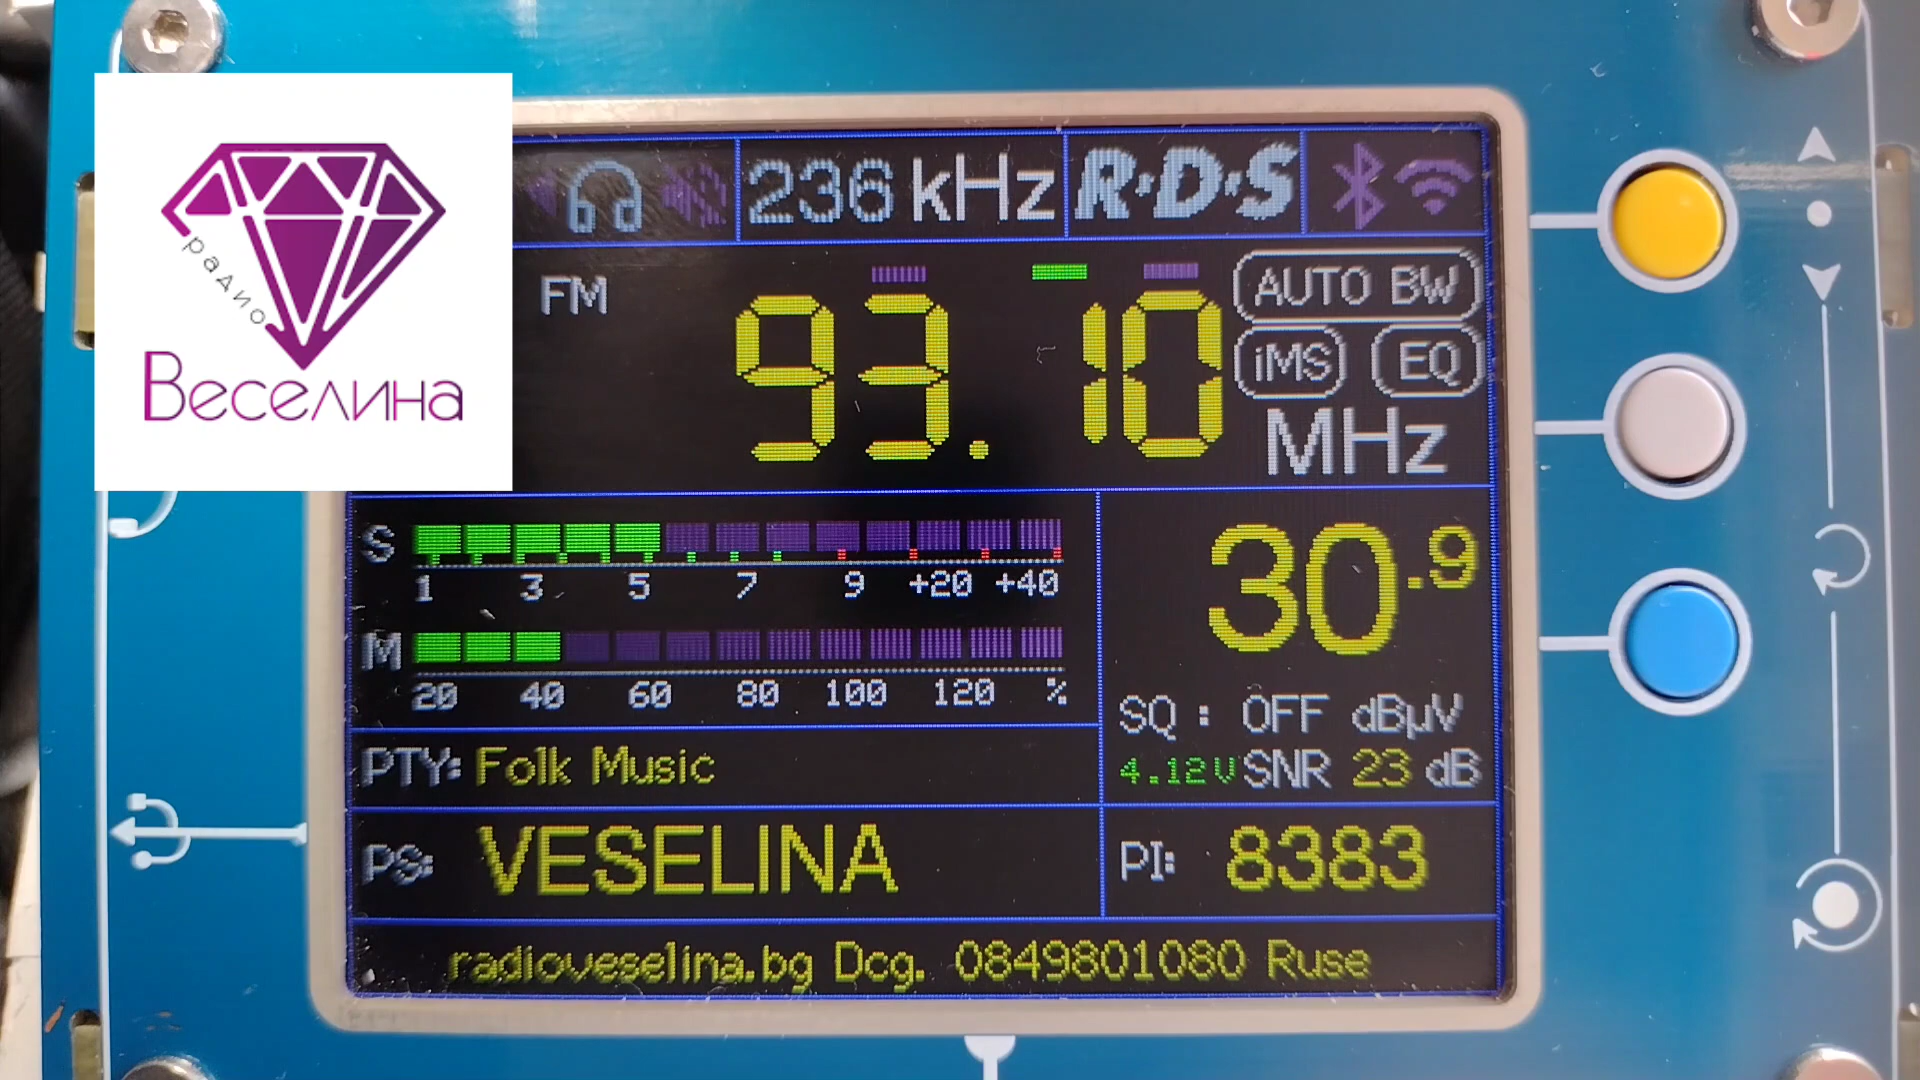 радио
Веселина
236 kHz R·D·S
FM
93.10 MHz
AUTO BW
iMS EQ
S
1 3 5 7 9 +20 +40
M
20 40 60 80 100 120 %
30.9
SQ : OFF dBµV
4.12V SNR 23 dB
PTY: Folk Music
PS: VESELINA
PI: 8383
radioveselina.bg Dcg. 0849801080 Ruse